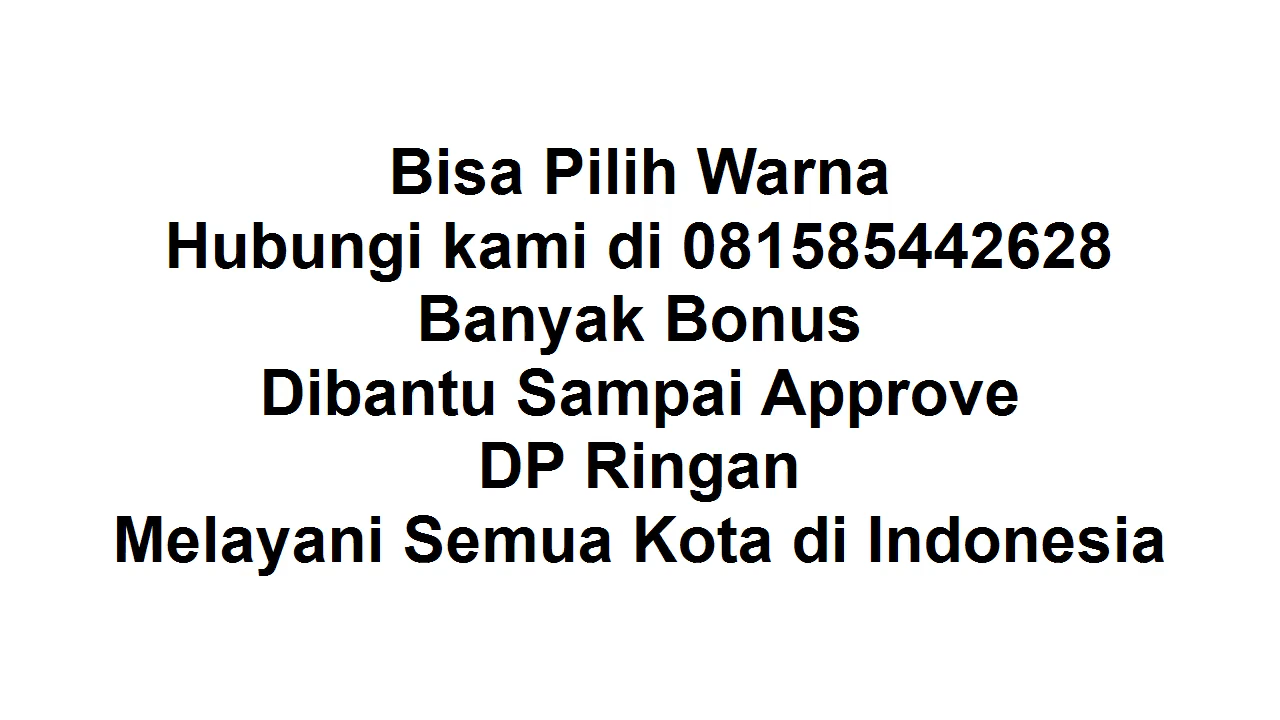 Bisa Pilih Warna
Hubungi kami di 081585442628
Banyak Bonus
Dibantu Sampai Approve
DP Ringan
Melayani Semua Kota di Indonesia